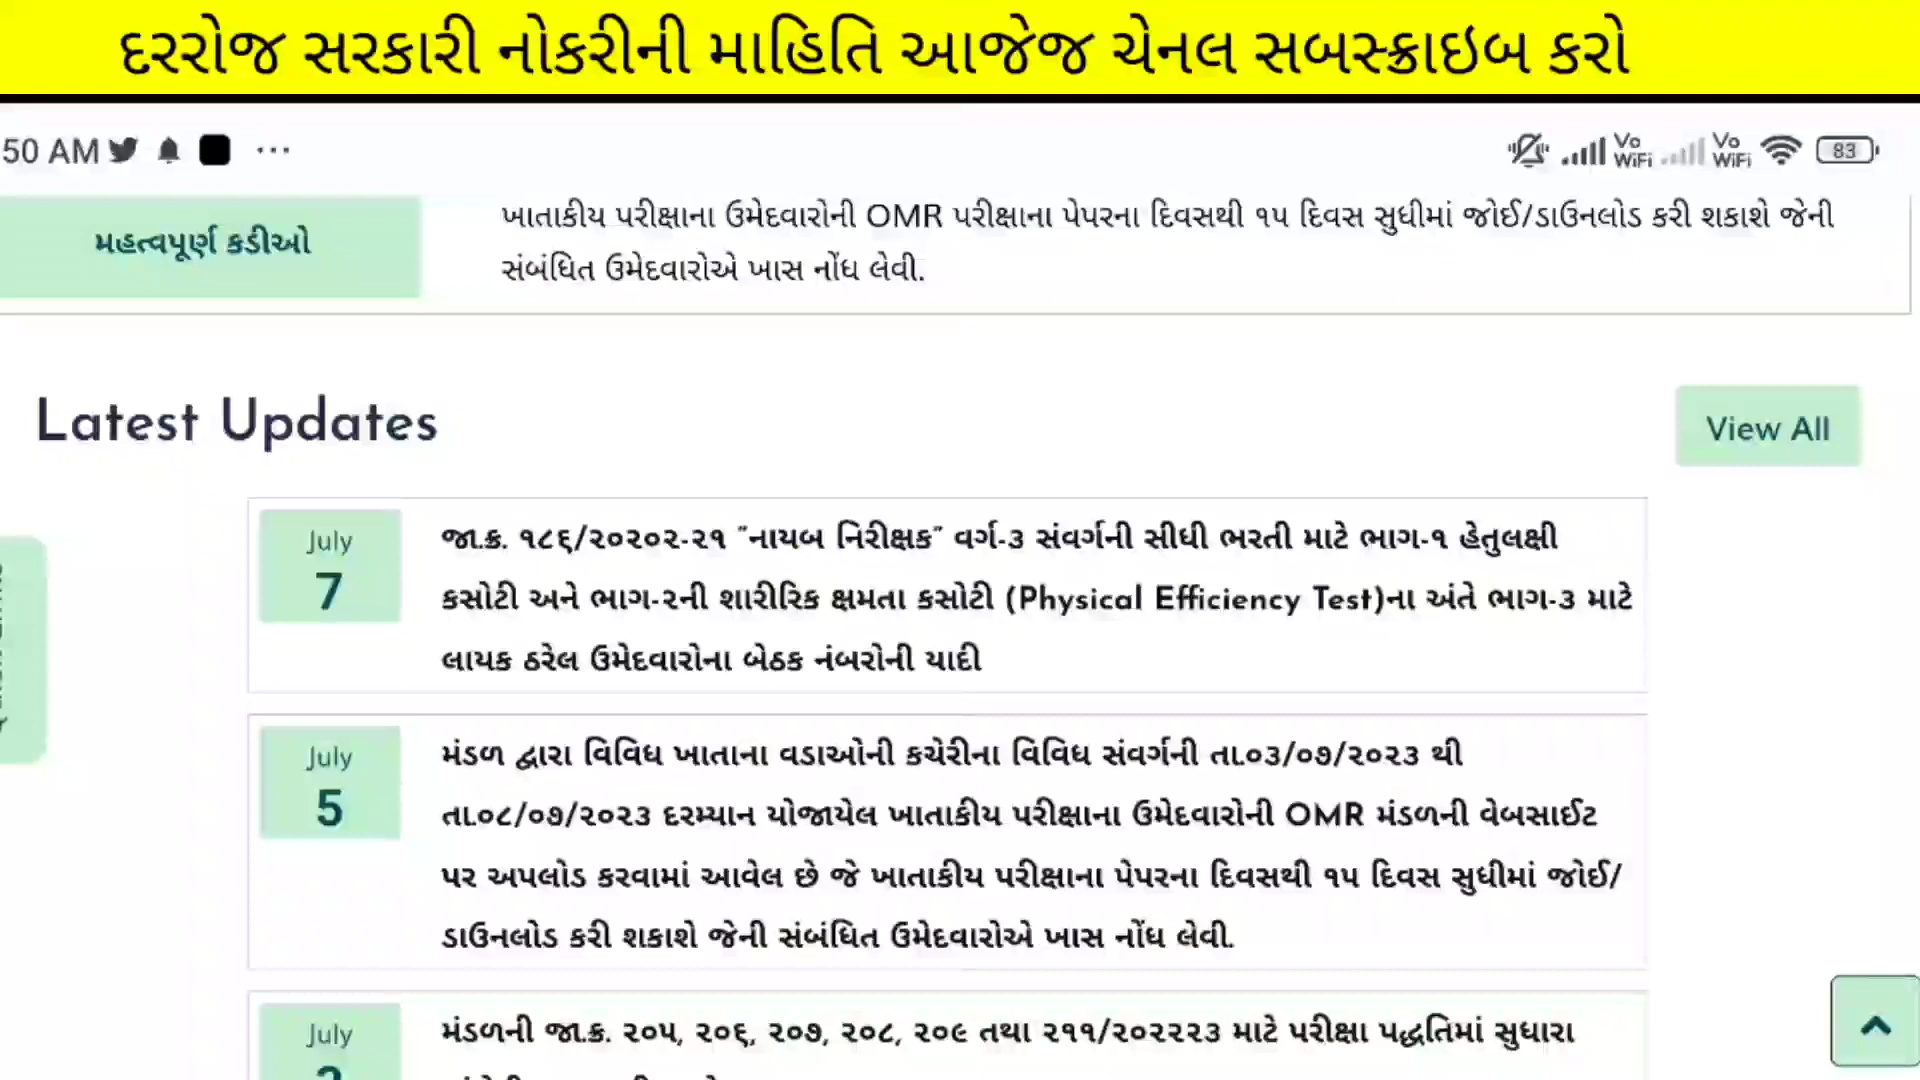 દરરોજ સરકારી નોકરીની માહિતિ આજેજ ચેનલ સબસ્ક્રાઇબ કરો
50 AM
Vo WiFi Vo WiFi 83
મહત્વપૂર્ણ કડીઓ
ખાતાકીય પરીક્ષાના ઉમેદવારોની OMR પરીક્ષાના પેપરના દિવસથી ૧૫ દિવસ સુધીમાં જોઈ/ડાઉનલોડ કરી શકાશે જેની
સંબંધિત ઉમેદવારોએ ખાસ નોંધ લેવી.
Latest Updates
View All
July
7
જા.ક્ર. ૧૮૬/૨૦૨૦૨-૨૧ "નાયબ નિરીક્ષક" વર્ગ-૩ સંવર્ગની સીધી ભરતી માટે ભાગ-૧ હેતુલક્ષી
કસોટી અને ભાગ-૨ની શારીરિક ક્ષમતા કસોટી (Physical Efficiency Test)ના અંતે ભાગ-૩ માટે
લાયક ઠરેલ ઉમેદવારોના બેઠક નંબરોની યાદી
July
5
મંડળ દ્વારા વિવિધ ખાતાના વડાઓની કચેરીના વિવિધ સંવર્ગની તા.૦૩/૦૭/૨૦૨૩ થી
તા.૦૮/૦૭/૨૦૨૩ દરમ્યાન યોજાયેલ ખાતાકીય પરીક્ષાના ઉમેદવારોની OMR મંડળની વેબસાઈટ
પર અપલોડ કરવામાં આવેલ છે જે ખાતાકીય પરીક્ષાના પેપરના દિવસથી ૧૫ દિવસ સુધીમાં જોઈ/
ડાઉનલોડ કરી શકાશે જેની સંબંધિત ઉમેદવારોએ ખાસ નોંધ લેવી.
July
મંડળની જા.ક્ર. ૨૦૫, ૨૦૬, ૨૦૭, ૨૦૮, ૨૦૯ તથા ૨૧૧/૨૦૨૨૨૩ માટે પરીક્ષા પદ્ધતિમાં સુધારા